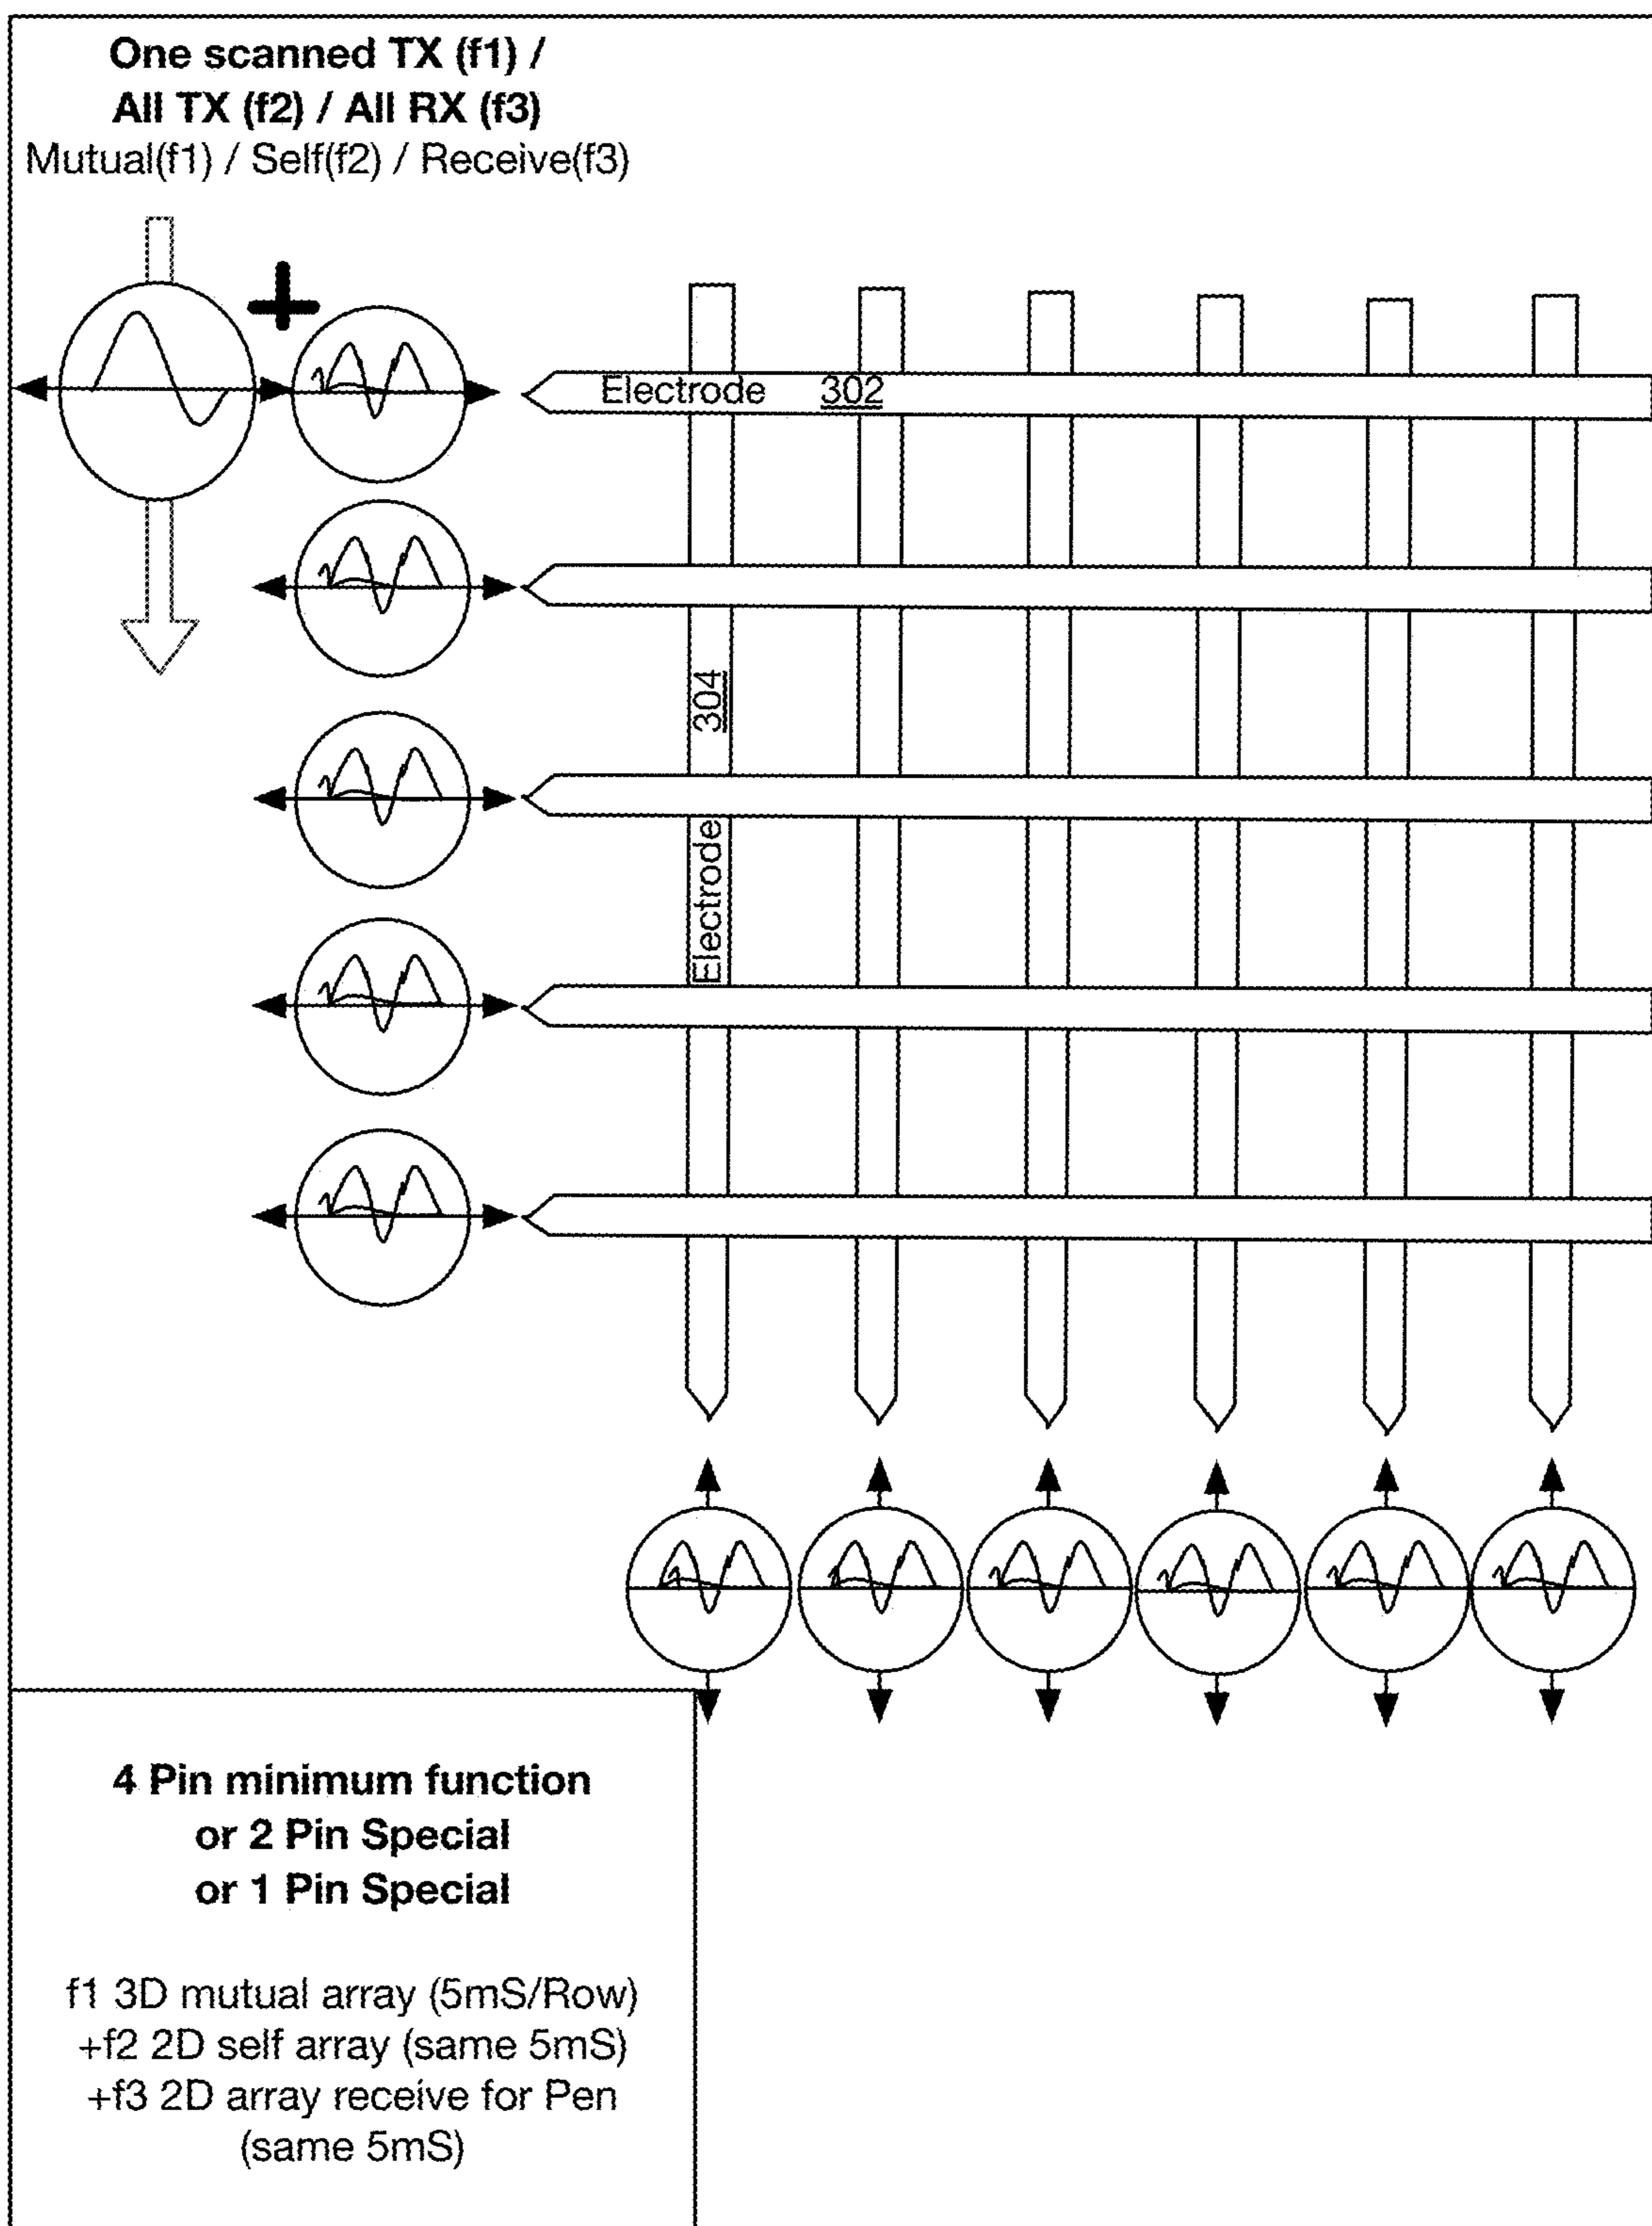 One scanned TX (f1) /
All TX (f2) / All RX (f3)
Mutual(f1) / Self(f2) / Receive(f3)
Electrode 302
Electrode 304
4 Pin minimum function
or 2 Pin Special
or 1 Pin Special
f1 3D mutual array (5mS/Row)
+f2 2D self array (same 5mS)
+f3 2D array receive for Pen
(same 5mS)